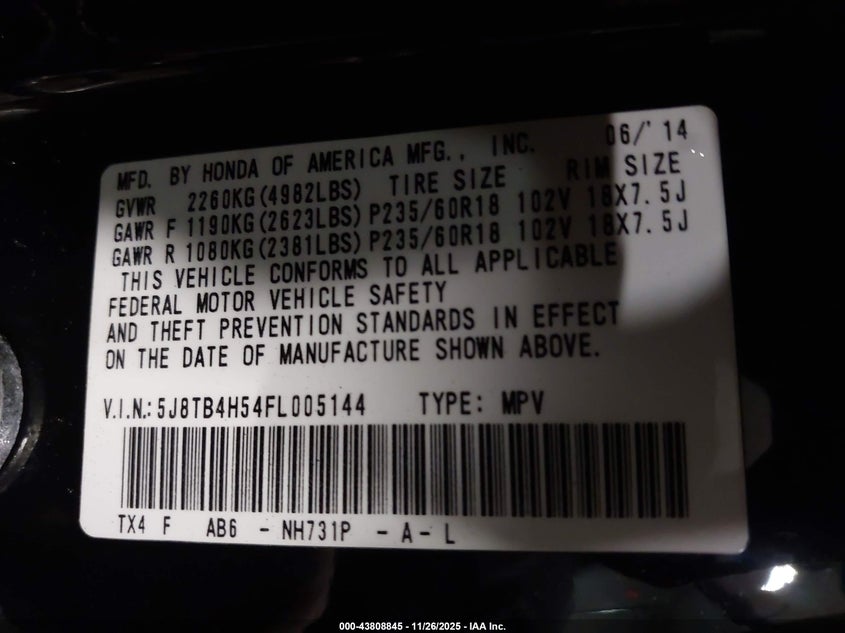 MFD. BY HONDA OF AMERICA MFG., INC. 06/'14
GVWR 2260KG(4982LBS) TIRE SIZE RIM SIZE
GAWR F 1190KG(2623LBS) P235/60R18 102V 18X7.5J
GAWR R 1080KG(2381LBS) P235/60R18 102V 18X7.5J
THIS VEHICLE CONFORMS TO ALL APPLICABLE
FEDERAL MOTOR VEHICLE SAFETY
AND THEFT PREVENTION STANDARDS IN EFFECT
ON THE DATE OF MANUFACTURE SHOWN ABOVE.
V.I.N.: 5J8TB4H54FL005144 TYPE: MPV
TX4 F AB6 - NH731P - A - L
000-43808845 - 11/26/2025 - IAA Inc.